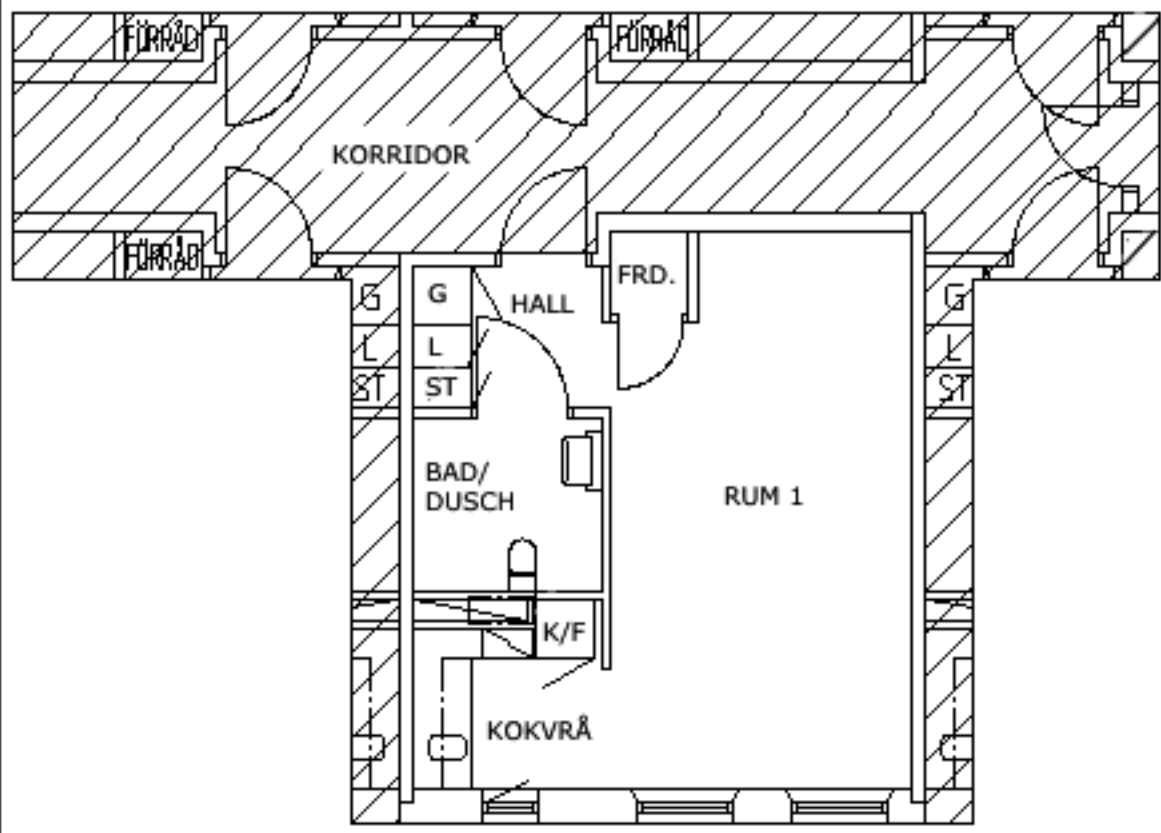 FÖRRÅD
FÖRRÅD
KORRIDOR
FÖRRÅD
FRD.
G
G
HALL
G
L
L
L
ST
ST
ST
BAD/
DUSCH
RUM 1
K/F
KOKVRÅ